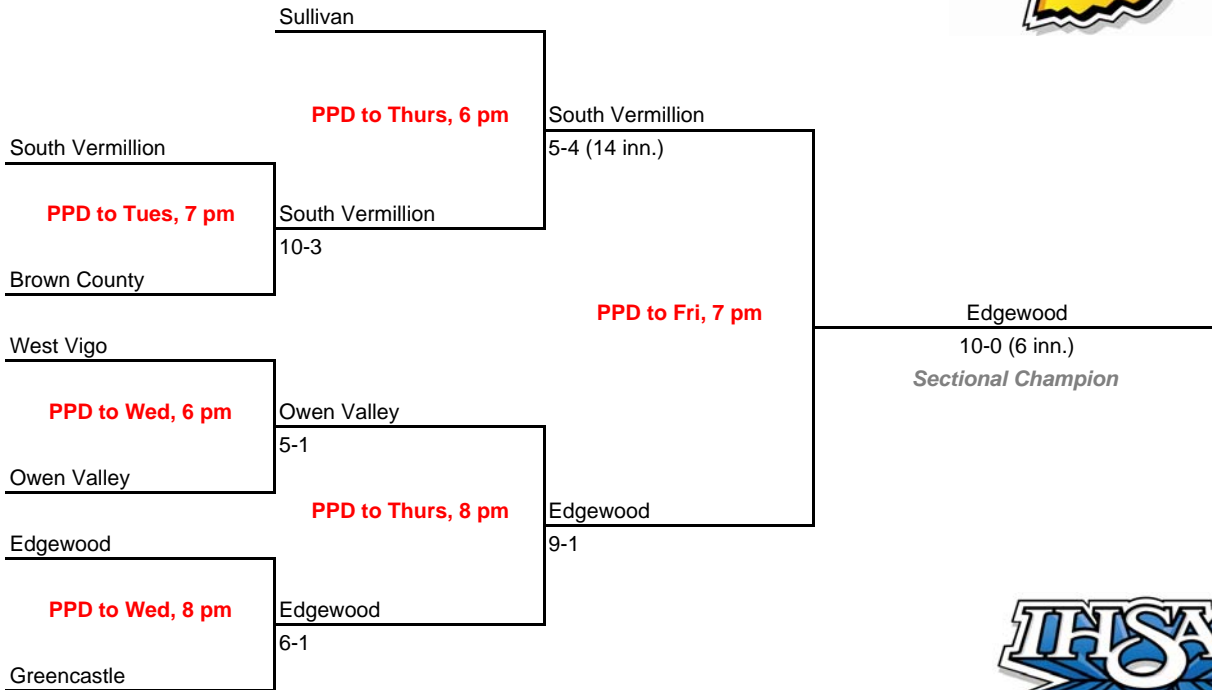 Sullivan
PPD to Thurs, 6 pm
South Vermillion
South Vermillion
5-4 (14 inn.)
PPD to Tues, 7 pm
South Vermillion
10-3
Brown County
PPD to Fri, 7 pm
Edgewood
West Vigo
10-0 (6 inn.)
Sectional Champion
PPD to Wed, 6 pm
Owen Valley
5-1
Owen Valley
PPD to Thurs, 8 pm
Edgewood
Edgewood
9-1
PPD to Wed, 8 pm
Edgewood
6-1
Greencastle
IHSA